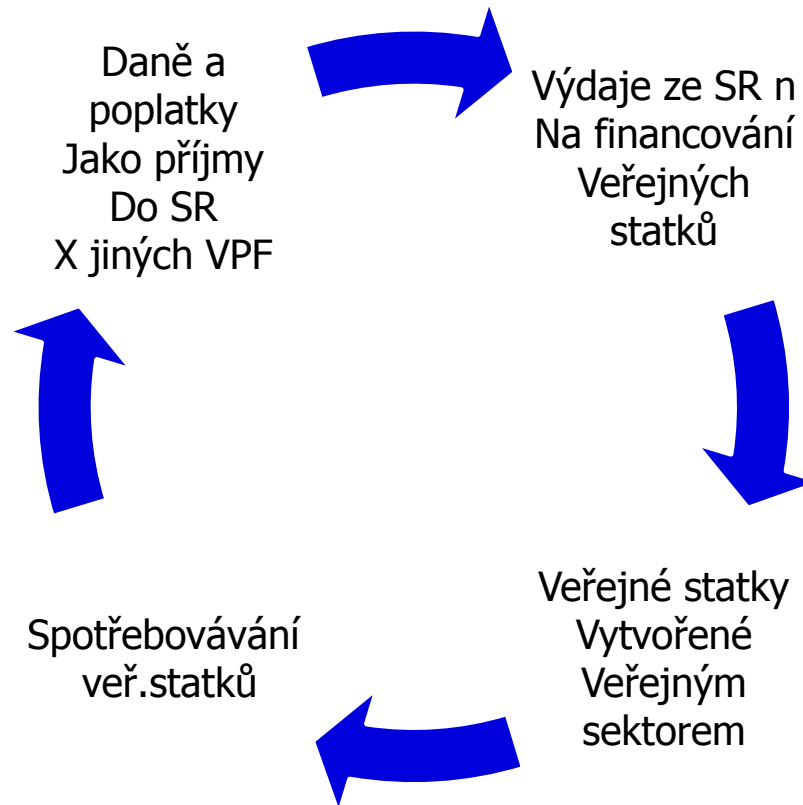 Daně a
poplatky
Jako příjmy
Do SR
X jiných VPF
Výdaje ze SR n
Na financování
Veřejných
statků
Veřejné statky
Vytvořené
Veřejným
sektorem
Spotřebovávání
veř.statků